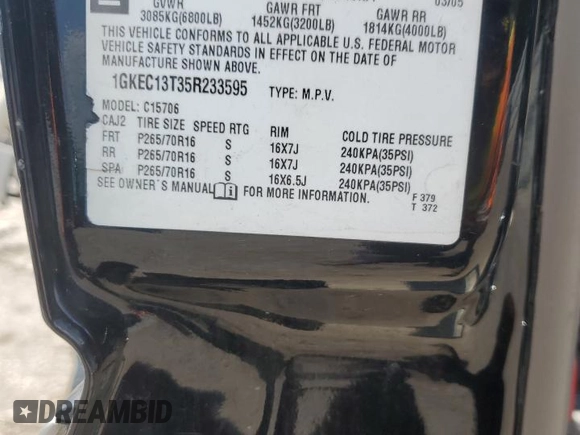 GVWR GAWR FRT GAWR RR
3085KG(6800LB) 1452KG(3200LB) 1814KG(4000LB)
THIS VEHICLE CONFORMS TO ALL APPLICABLE U.S. FEDERAL MOTOR
VEHICLE SAFETY STANDARDS IN EFFECT ON THE DATE OF
MANUFACTURE SHOWN ABOVE.
1GKEC13T35R233595 TYPE: M.P.V.
MODEL: C15706
CAJ2 TIRE SIZE SPEED RTG RIM COLD TIRE PRESSURE
FRT P265/70R16 S 16X7J 240KPA(35PSI)
RR P265/70R16 S 16X7J 240KPA(35PSI)
SPA P265/70R16 S 16X6.5J 240KPA(35PSI)
SEE OWNER'S MANUAL FOR MORE INFORMATION.
F 379
T 372
DREAMBID